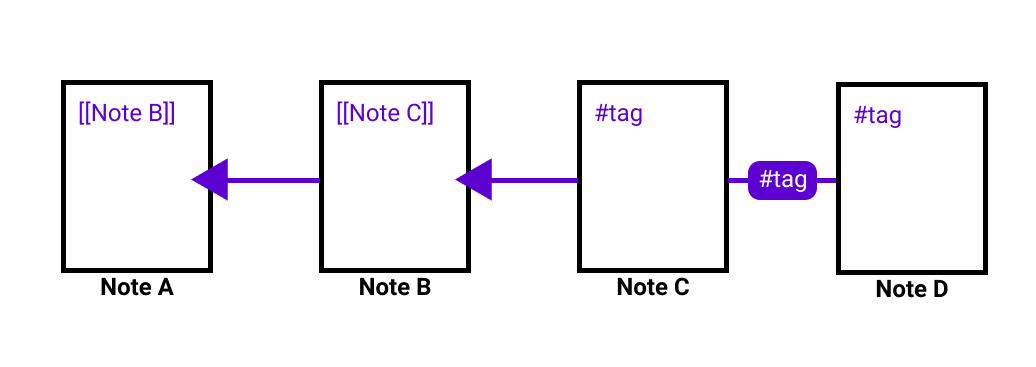 [[Note B]]
[[Note C]]
#tag
#tag
#tag
Note A
Note B
Note C
Note D